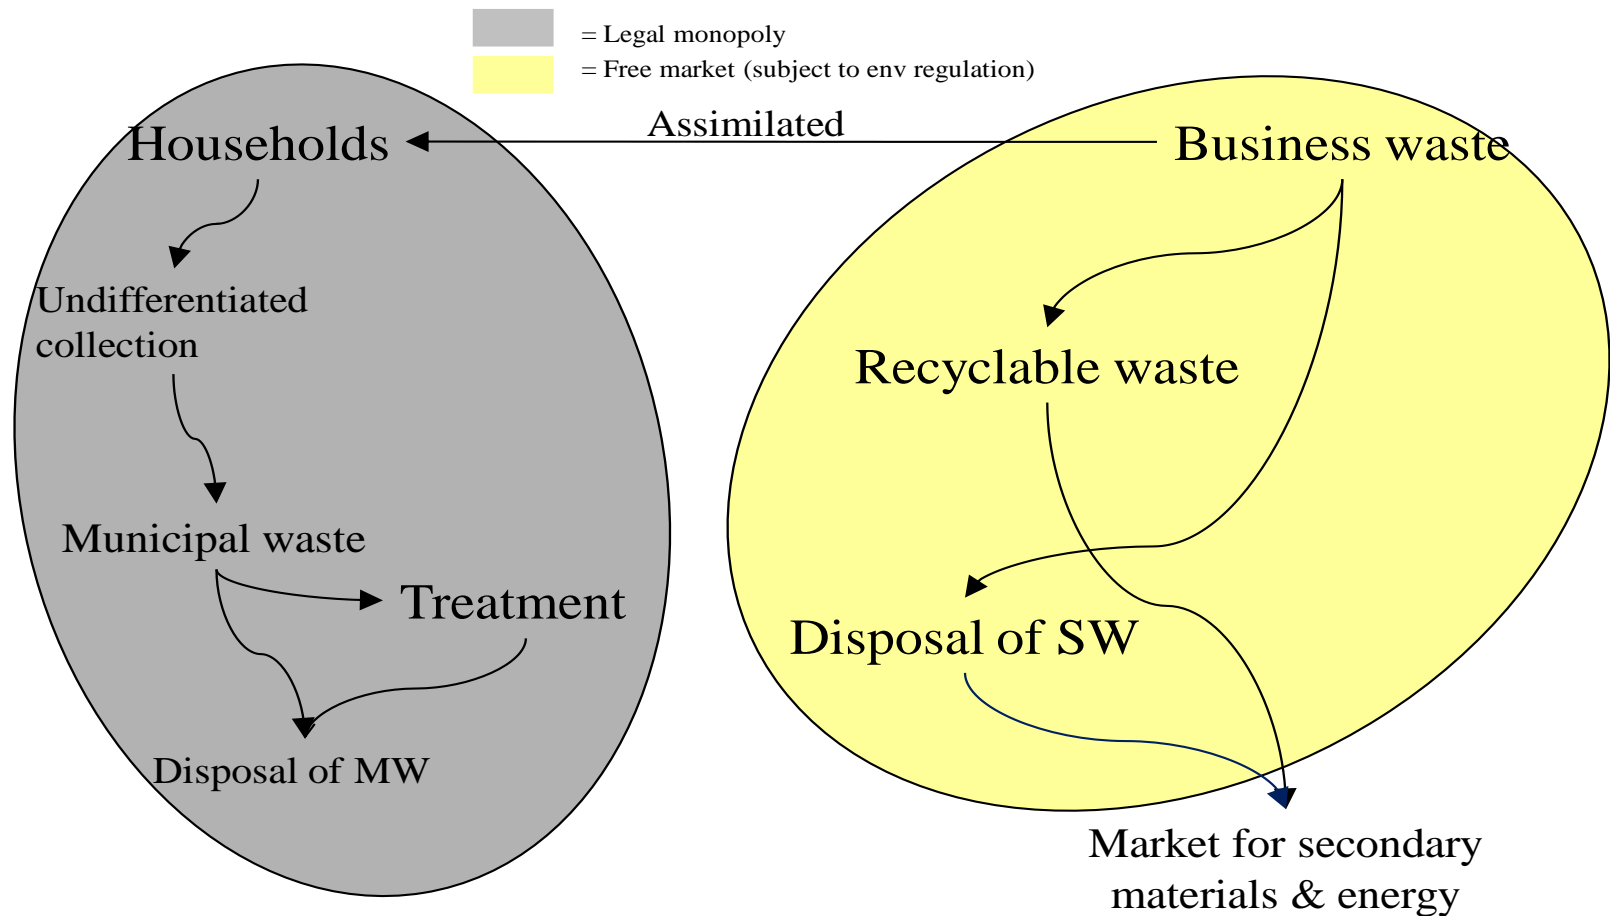 = Legal monopoly
= Free market (subject to env regulation)
Assimilated
Households
Business waste
Undifferentiated
collection
Recyclable waste
Municipal waste
Treatment
Disposal of SW
Disposal of MW
Market for secondary
materials & energy